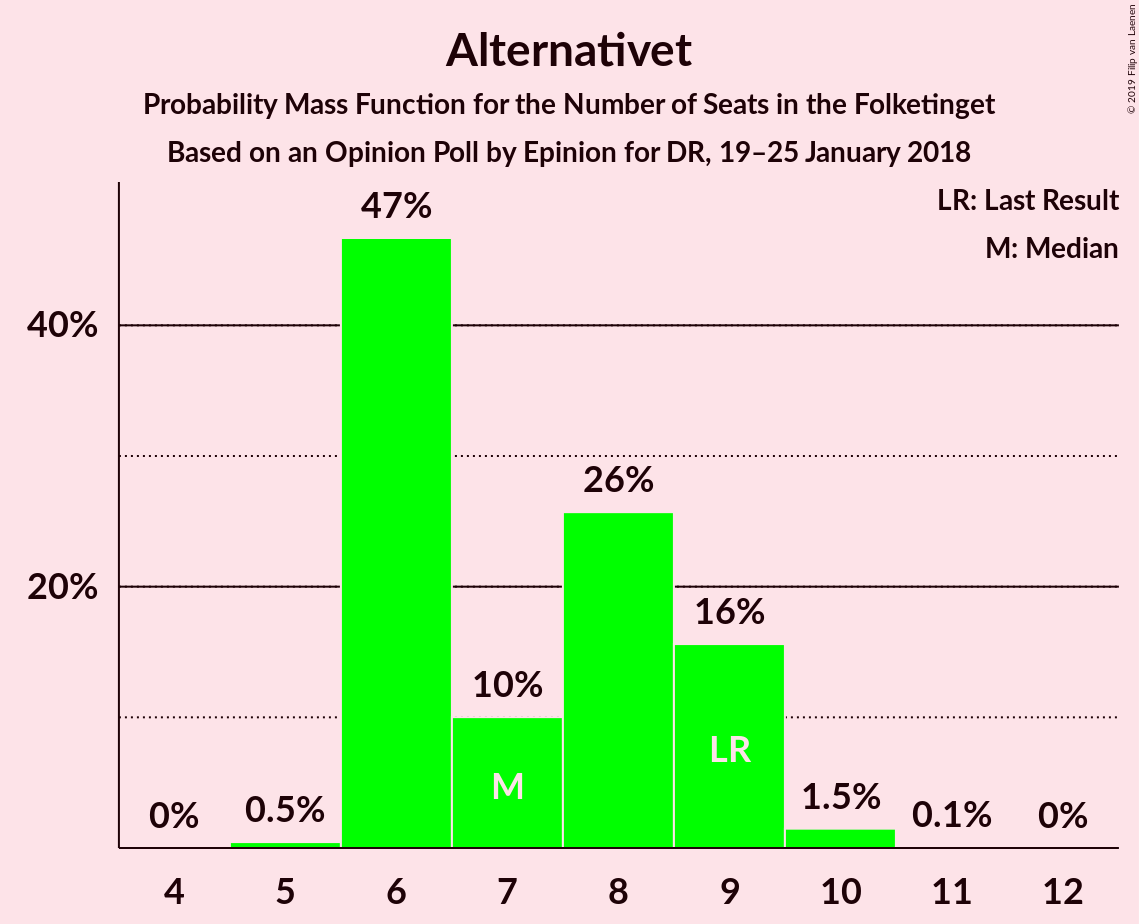 Alternativet
Probability Mass Function for the Number of Seats in the Folketinget
Based on an Opinion Poll by Epinion for DR, 19–25 January 2018
© 2019 Filip van Laenen
LR: Last Result
M: Median
47%
40%
26%
20%
16%
10%
LR
M
1.5%
0.5%
0%
0.1%
0%
4 5 6 7 8 9 10 11 12